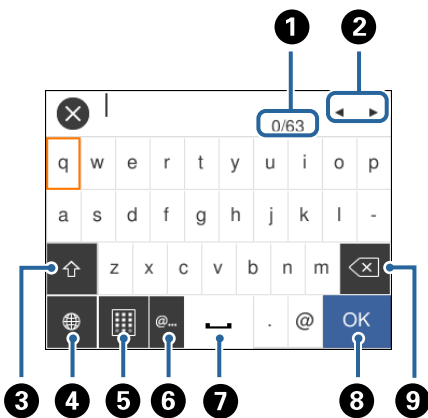 1 2
0/63 ◂ ▸
q w e r t y u i o p
a s d f g h j k l -
z x c v b n m
@... . @ OK
3 4 5 6 7 8 9